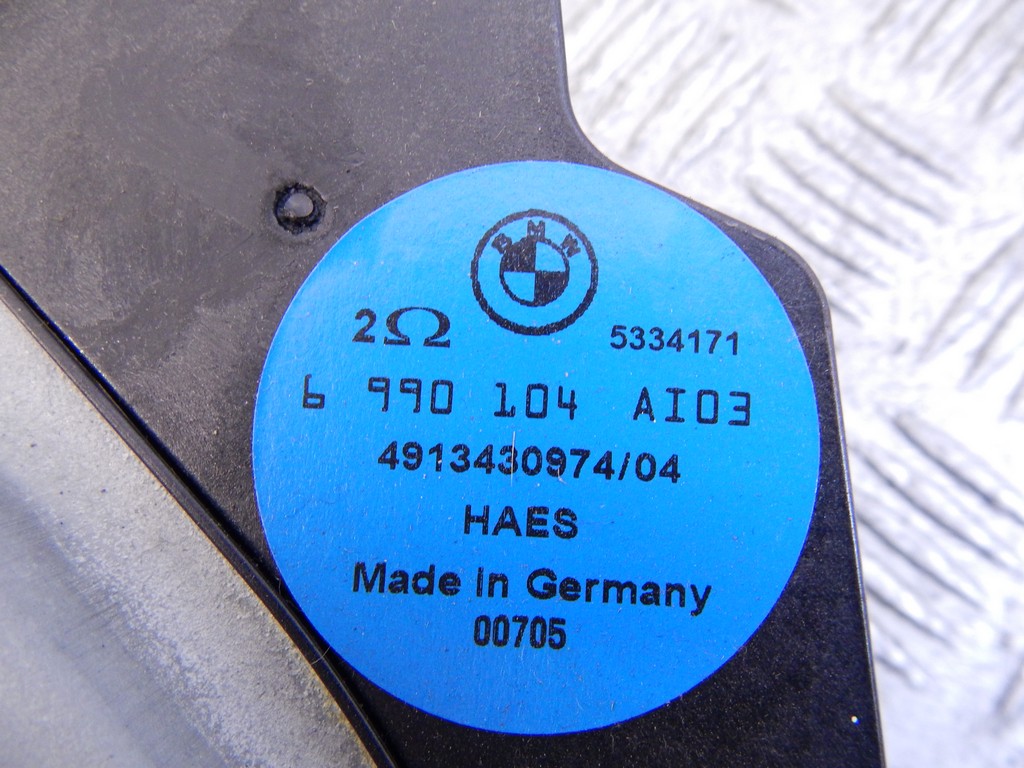 BMW
2Ω 5334171
6 990 104 AI03
4913430974/04
HAES
Made In Germany
00705